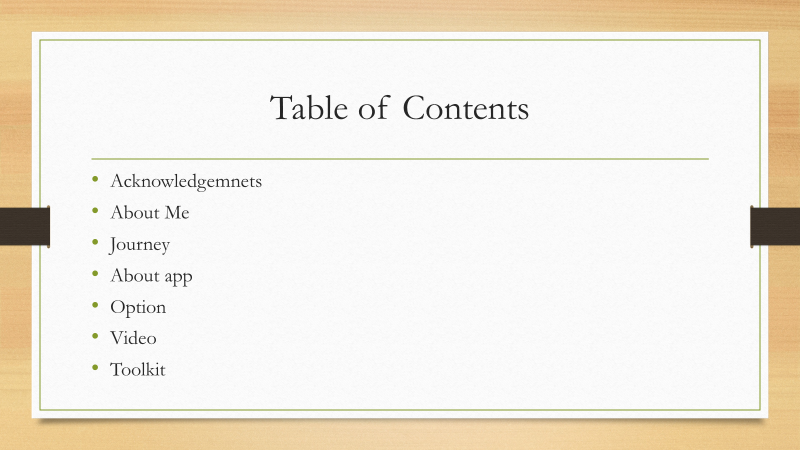 Table of Contents
• Acknowledgemnets
• About Me
• Journey
• About app
• Option
• Video
• Toolkit